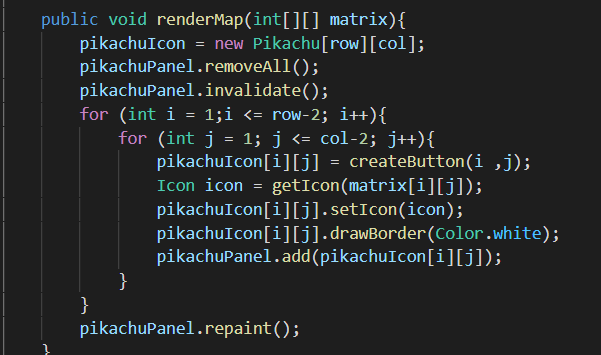 public void renderMap(int[][] matrix){
pikachuIcon = new Pikachu[row][col];
pikachuPanel.removeAll();
pikachuPanel.invalidate();
for (int i = 1;i <= row-2; i++){
for (int j = 1; j <= col-2; j++){
pikachuIcon[i][j] = createButton(i ,j);
Icon icon = getIcon(matrix[i][j]);
pikachuIcon[i][j].setIcon(icon);
pikachuIcon[i][j].drawBorder(Color.white);
pikachuPanel.add(pikachuIcon[i][j]);
}
}
pikachuPanel.repaint();
}